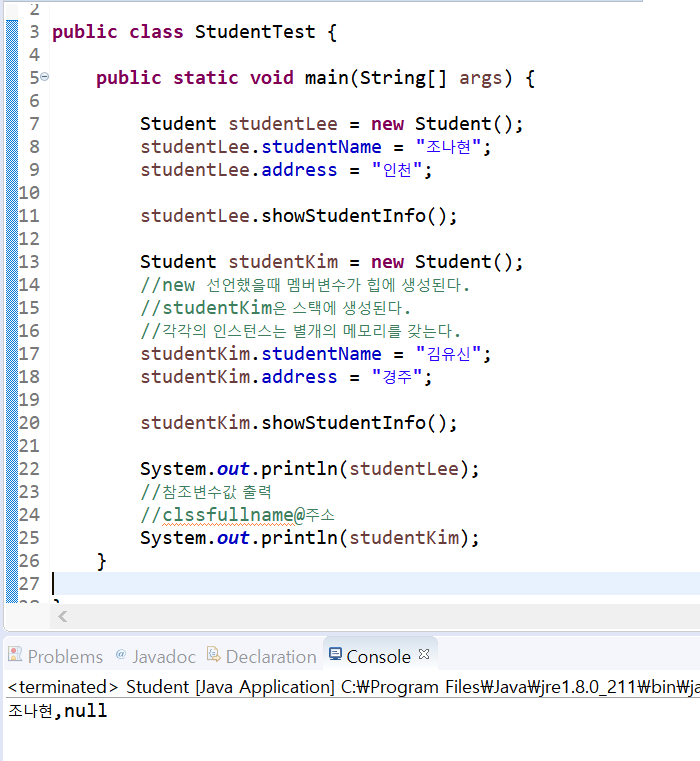 2
3 public class StudentTest {
4
5 public static void main(String[] args) {
6
7 Student studentLee = new Student();
8 studentLee.studentName = "조나현";
9 studentLee.address = "인천";
10
11 studentLee.showStudentInfo();
12
13 Student studentKim = new Student();
14 //new 선언했을때 멤버변수가 힙에 생성된다.
15 //studentKim은 스택에 생성된다.
16 //각각의 인스턴스는 별개의 메모리를 갖는다.
17 studentKim.studentName = "김유신";
18 studentKim.address = "경주";
19
20 studentKim.showStudentInfo();
21
22 System.out.println(studentLee);
23 //참조변수값 출력
24 //clssfullname@주소
25 System.out.println(studentKim);
26 }
27
Problems @ Javadoc Declaration Console
<terminated> Student [Java Application] C:₩Program Files₩Java₩jre1.8.0_211₩bin₩ja
조나현,null